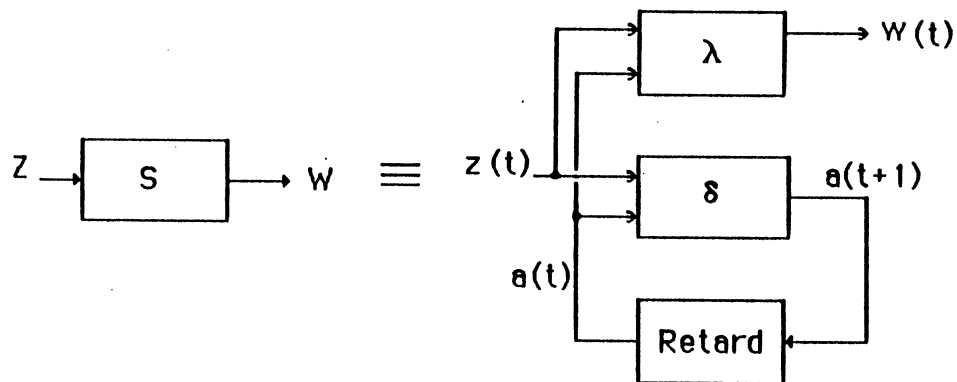 Z
S
W
≡
z(t)
λ
W(t)
δ
a(t+1)
a(t)
Retard